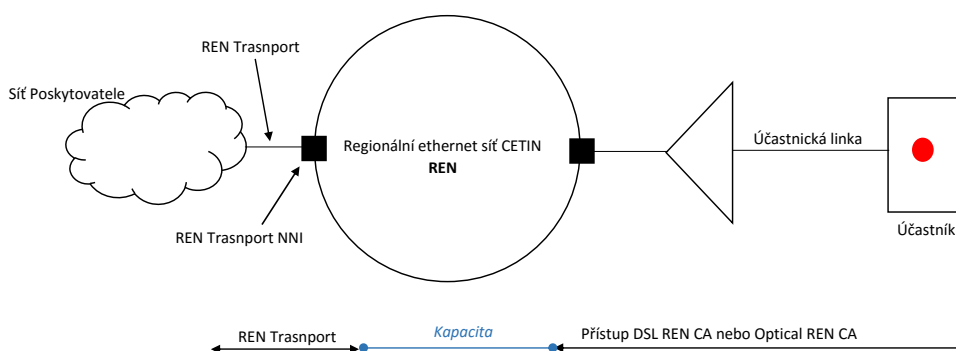 REN Trasnport
Síť Poskytovatele
Regionální ethernet síť CETIN
REN
Účastnická linka
REN Trasnport NNI
Účastník
REN Trasnport
Kapacita
Přístup DSL REN CA nebo Optical REN CA